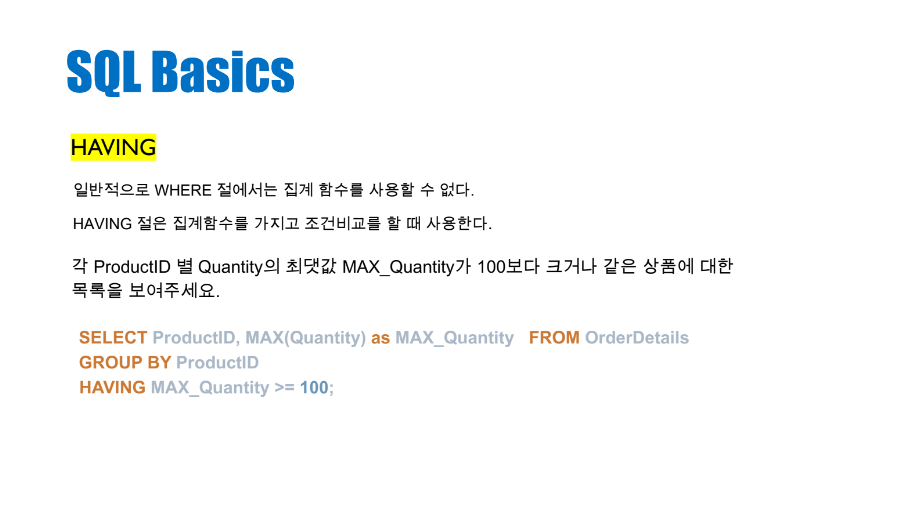 SQL Basics
HAVING
일반적으로 WHERE 절에서는 집계 함수를 사용할 수 없다.
HAVING 절은 집계함수를 가지고 조건비교를 할 때 사용한다.
각 ProductID 별 Quantity의 최댓값 MAX_Quantity가 100보다 크거나 같은 상품에 대한
목록을 보여주세요.
SELECT ProductID, MAX(Quantity) as MAX_Quantity FROM OrderDetails
GROUP BY ProductID
HAVING MAX_Quantity >= 100;